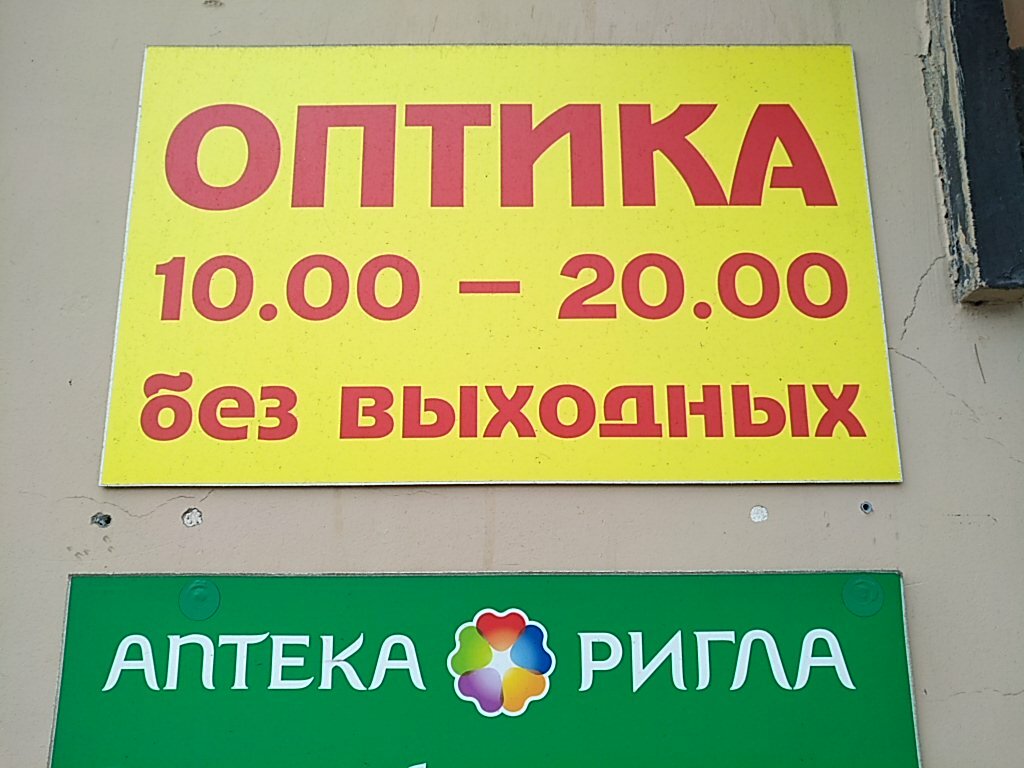 ОПТИКА
10.00 – 20.00
без выходных
АПТЕКА РИГЛА